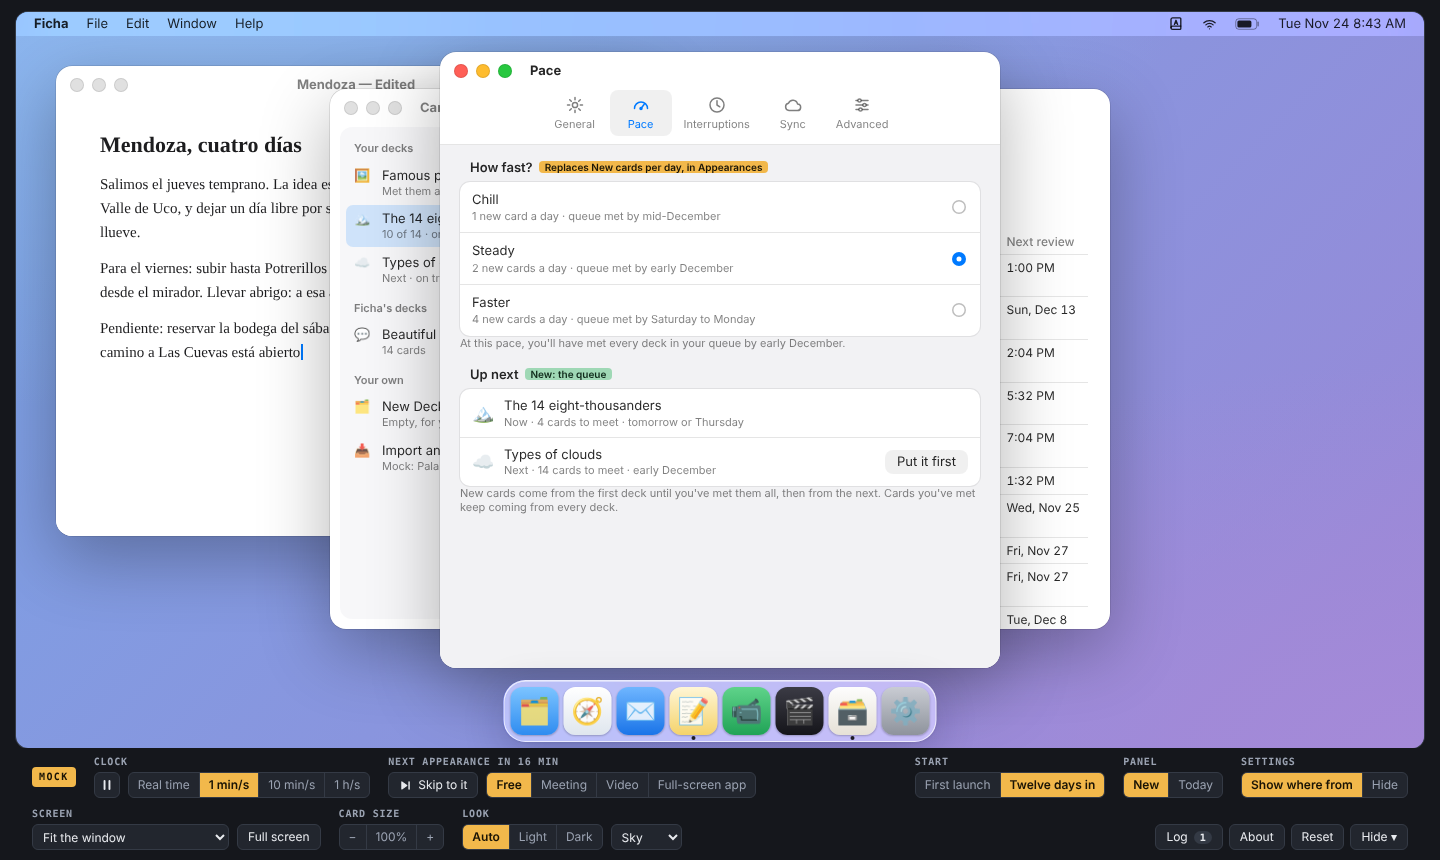 Ficha File Edit Window Help
Tue Nov 24 8:43 AM
Mendoza — Edited
Mendoza, cuatro días
Salimos el jueves temprano. La idea es
Valle de Uco, y dejar un día libre por s
llueve.
Para el viernes: subir hasta Potrerillos
desde el mirador. Llevar abrigo: a esa
Pendiente: reservar la bodega del sába
camino a Las Cuevas está abierto
Car
Your decks
Famous p
Met them a
The 14 eig
10 of 14 · o
Types of
Next · on tr
Ficha's decks
Beautiful
14 cards
Your own
New Deck
Empty, for y
Import an
Mock: Pala
Pace
General
Pace
Interruptions
Sync
Advanced
How fast? Replaces New cards per day, in Appearances
Chill
1 new card a day · queue met by mid-December
Steady
2 new cards a day · queue met by early December
Faster
4 new cards a day · queue met by Saturday to Monday
At this pace, you'll have met every deck in your queue by early December.
Up next New: the queue
The 14 eight-thousanders
Now · 4 cards to meet · tomorrow or Thursday
Types of clouds
Next · 14 cards to meet · early December
Put it first
New cards come from the first deck until you've met them all, then from the next. Cards you've met
keep coming from every deck.
Next review
1:00 PM
Sun, Dec 13
2:04 PM
5:32 PM
7:04 PM
1:32 PM
Wed, Nov 25
Fri, Nov 27
Fri, Nov 27
Tue, Dec 8
MOCK
CLOCK
Real time 1 min/s 10 min/s 1 h/s
NEXT APPEARANCE IN 16 MIN
Skip to it Free Meeting Video Full-screen app
START
First launch Twelve days in
PANEL
New Today
SETTINGS
Show where from Hide
SCREEN
Fit the window Full screen
CARD SIZE
− 100% +
LOOK
Auto Light Dark Sky
Log 1 About Reset Hide ▾